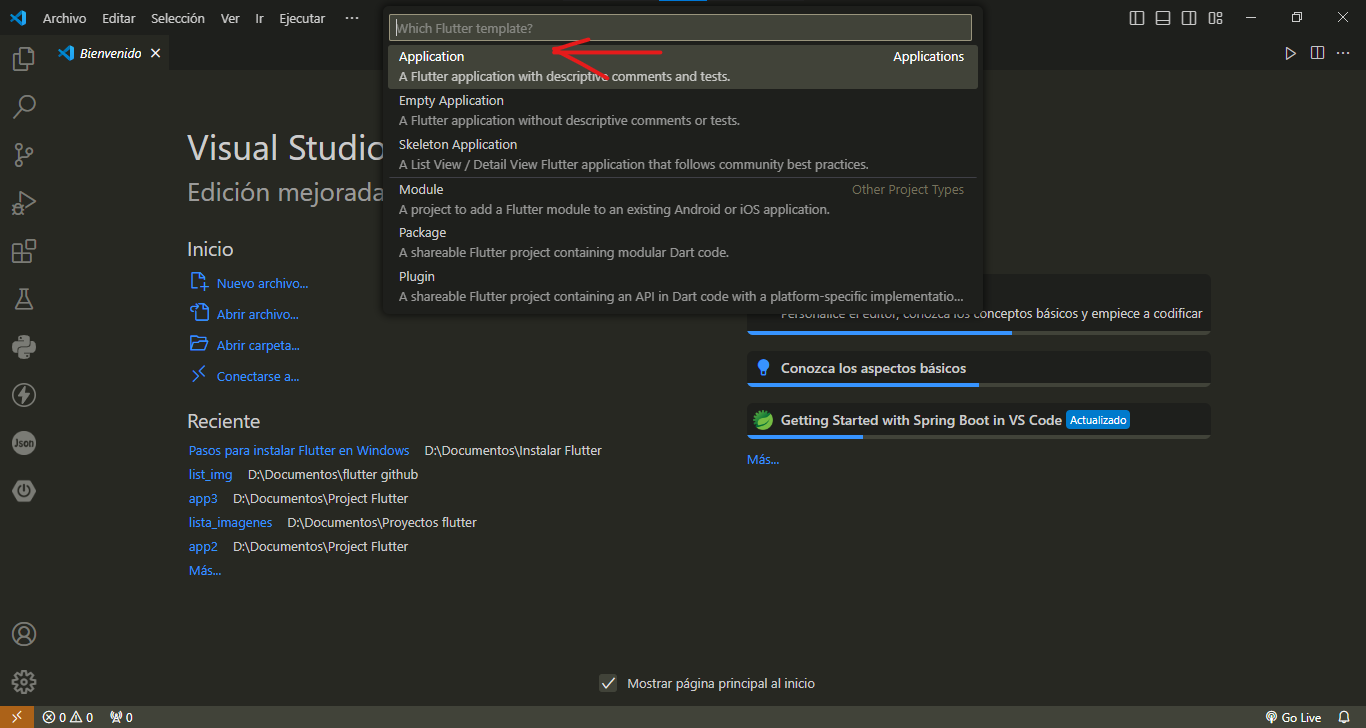 Archivo Editar Selección Ver Ir Ejecutar ···
Which Flutter template?
Bienvenido
Application Applications
A Flutter application with descriptive comments and tests.
Empty Application
A Flutter application without descriptive comments or tests.
Skeleton Application
A List View / Detail View Flutter application that follows community best practices.
Module Other Project Types
A project to add a Flutter module to an existing Android or iOS application.
Package
A shareable Flutter project containing modular Dart code.
Plugin
A shareable Flutter project containing an API in Dart code with a platform-specific implementatio...
Visual Studio
Edición mejorada
Inicio
Nuevo archivo...
Abrir archivo...
Abrir carpeta...
Conectarse a...
Reciente
Pasos para instalar Flutter en Windows D:\Documentos\Instalar Flutter
list_img D:\Documentos\flutter github
app3 D:\Documentos\Project Flutter
lista_imagenes D:\Documentos\Proyectos flutter
app2 D:\Documentos\Project Flutter
Más...
Personalice el editor, conozca los conceptos básicos y empiece a codificar
Conozca los aspectos básicos
Getting Started with Spring Boot in VS Code Actualizado
Más...
Json
Mostrar página principal al inicio
0 0 0 Go Live